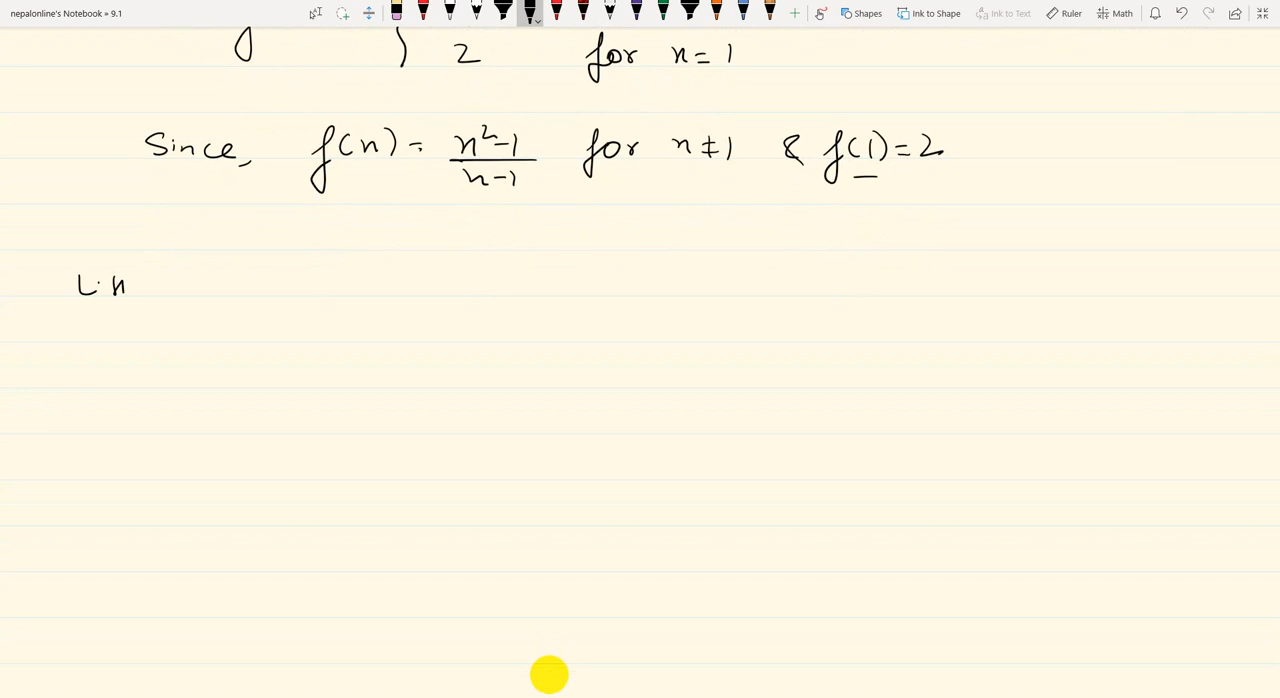 nepalonline's Notebook » 9.1 Shapes Ink to Shape Ink to Text Ruler Math
2 for x = 1
Since, f(x) = x²-1/x-1 for x ≠ 1 & f(1) = 2